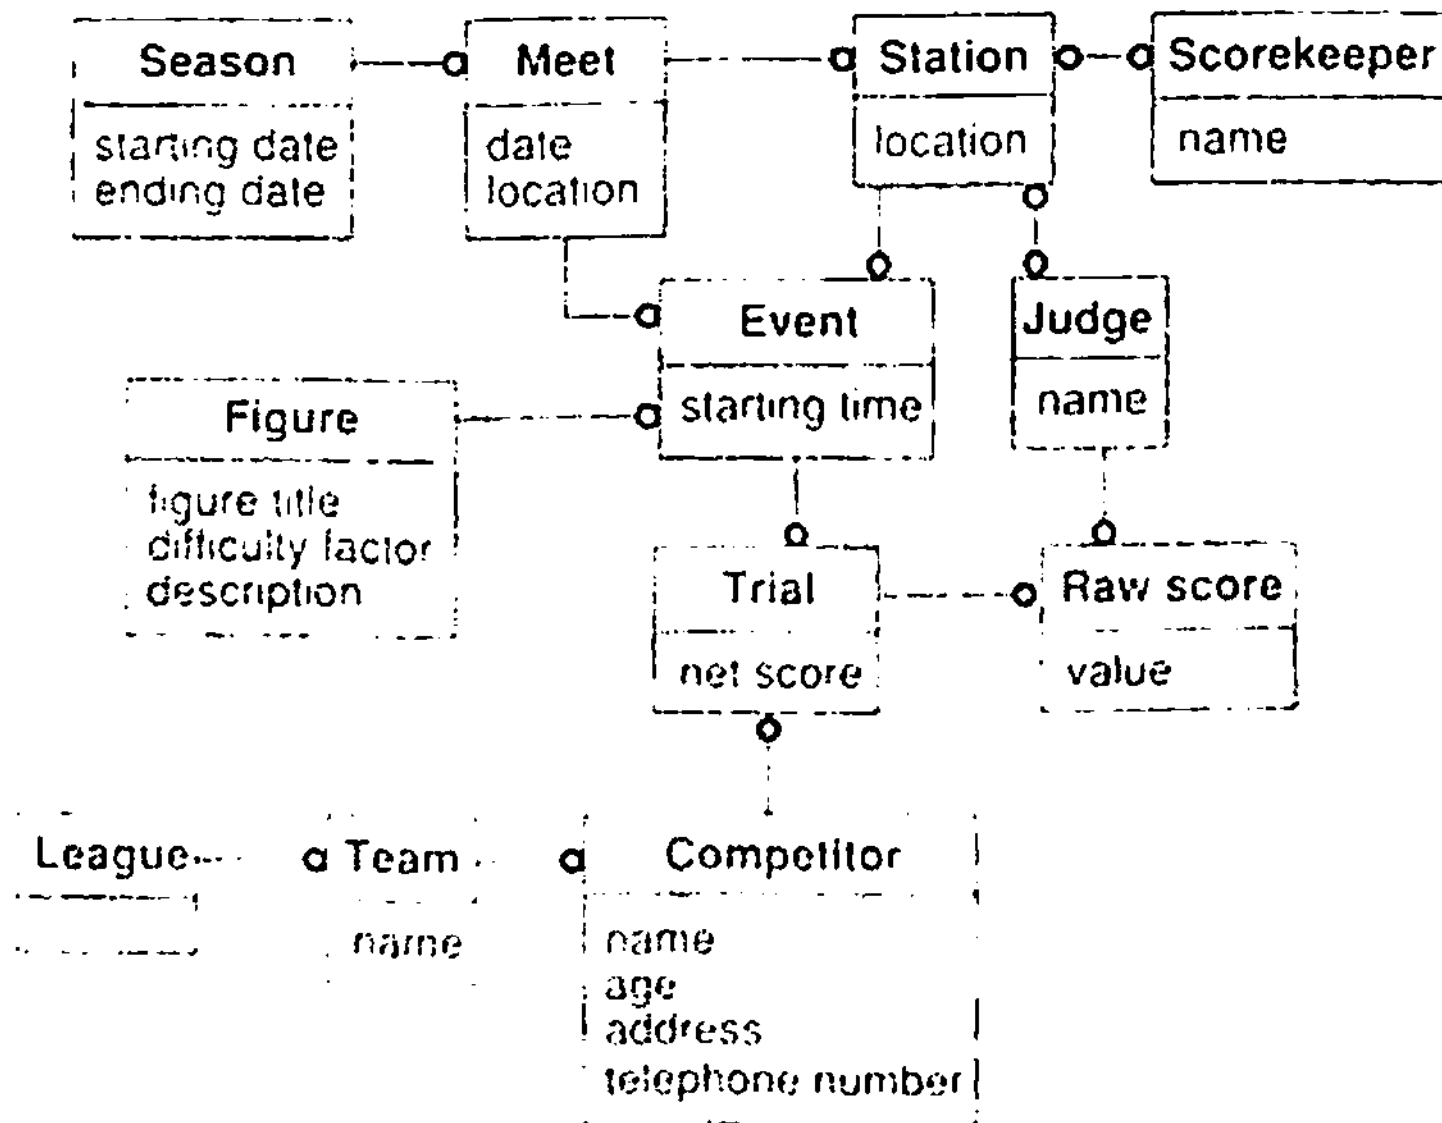 Season
starting date
ending date
Meet
date
location
Station
location
Scorekeeper
name
Event
starting time
Judge
name
Figure
figure title
difficulty factor
description
Trial
net score
Raw score
value
League
Team
name
Competitor
name
age
address
telephone number